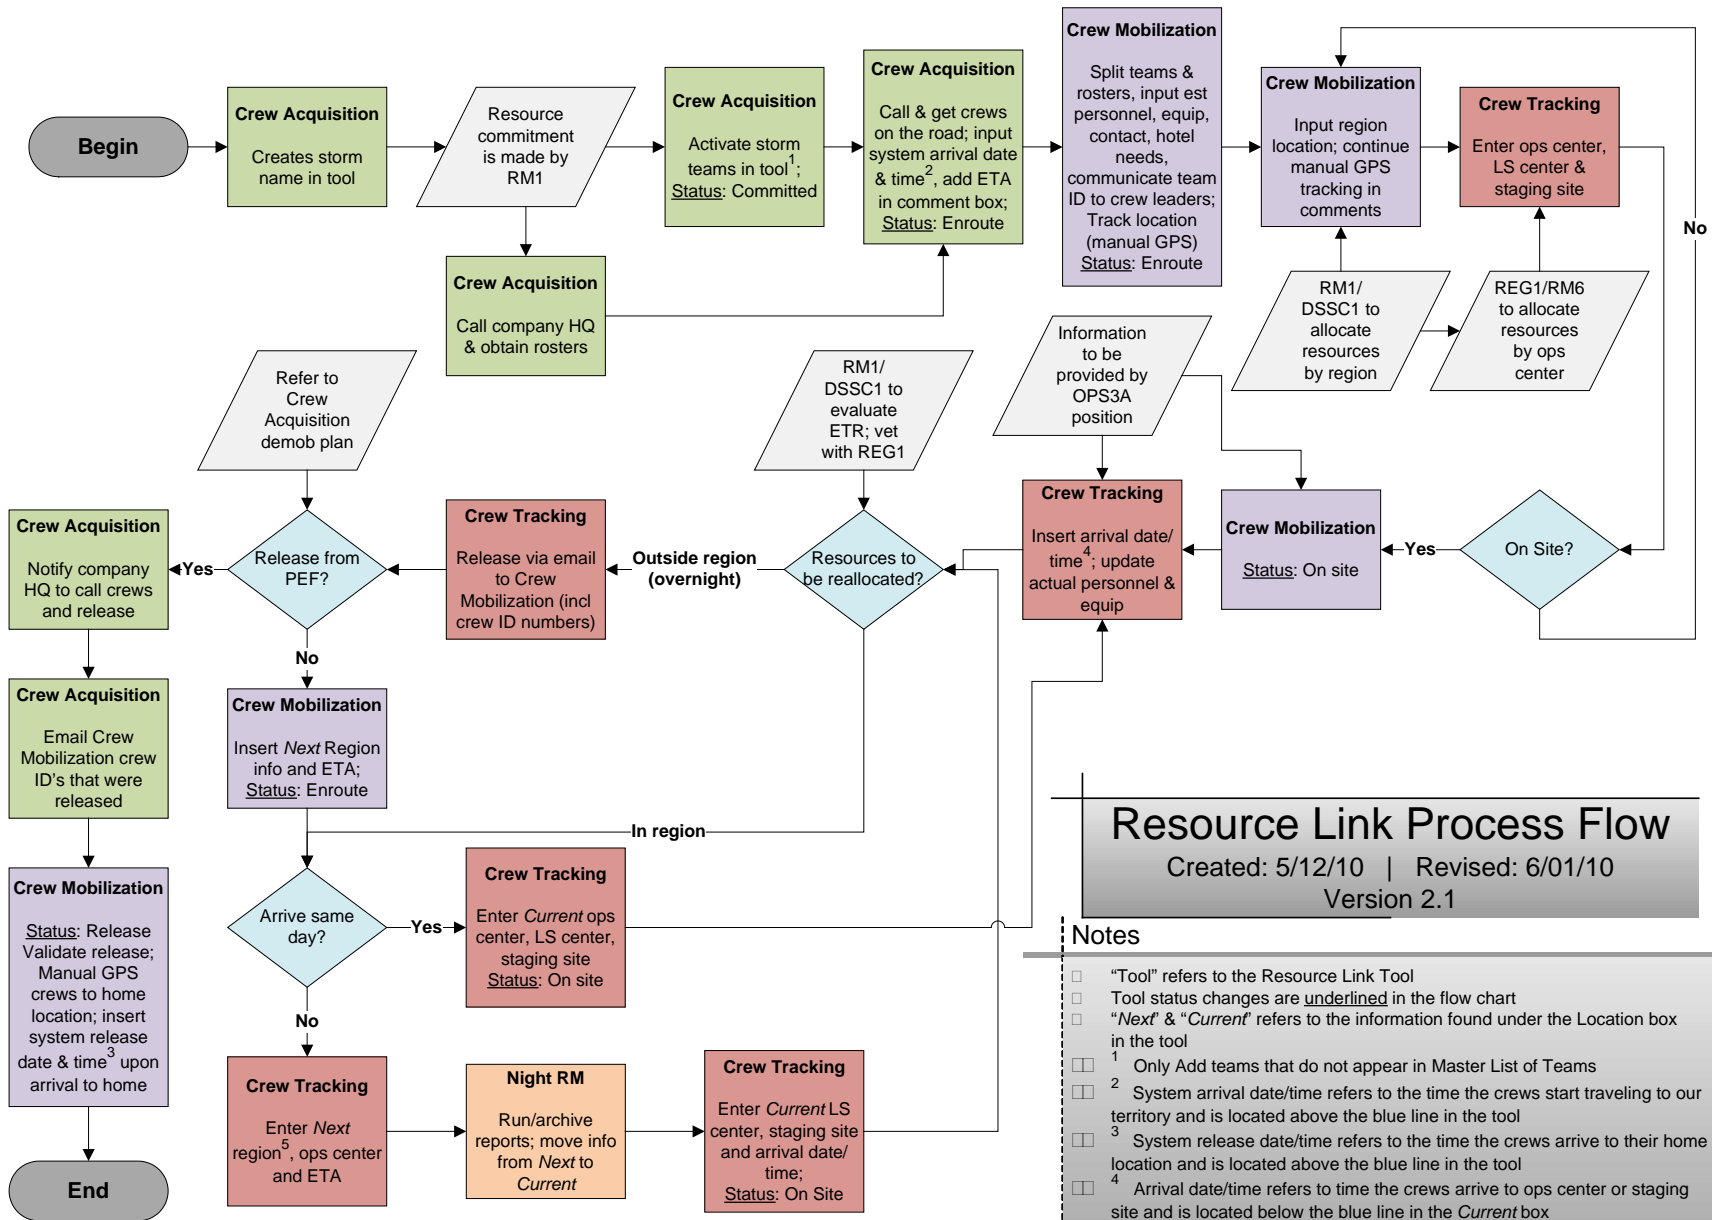 Begin
Crew Acquisition
Creates storm
name in tool
Resource
commitment
is made by
RM1
Crew Acquisition
Activate storm
teams in tool1;
Status: Committed
Crew Acquisition
Call & get crews
on the road; input
system arrival date
& time2, add ETA
in comment box;
Status: Enroute
Crew Mobilization
Split teams &
rosters, input est
personnel, equip,
contact, hotel
needs,
communicate team
ID to crew leaders;
Track location
(manual GPS)
Status: Enroute
Crew Mobilization
Input region
location; continue
manual GPS
tracking in
comments
Crew Tracking
Enter ops center,
LS center &
staging site
No
Crew Acquisition
Call company HQ
& obtain rosters
RM1/
DSSC1 to
allocate
resources
by region
REG1/RM6
to allocate
resources
by ops
center
Refer to
Crew
Acquisition
demob plan
RM1/
DSSC1 to
evaluate
ETR; vet
with REG1
Information
to be
provided by
OPS3A
position
Crew Acquisition
Notify company
HQ to call crews
and release
Yes
Release from
PEF?
Crew Tracking
Release via email
to Crew
Mobilization (incl
crew ID numbers)
Outside region
(overnight)
Resources to
be reallocated?
Crew Tracking
Insert arrival date/
time4; update
actual personnel &
equip
Crew Mobilization
Status: On site
Yes
On Site?
No
Crew Acquisition
Email Crew
Mobilization crew
ID's that were
released
Crew Mobilization
Insert Next Region
info and ETA;
Status: Enroute
In region
Crew Mobilization
Status: Release
Validate release;
Manual GPS
crews to home
location; insert
system release
date & time3 upon
arrival to home
Arrive same
day?
Yes
Crew Tracking
Enter Current ops
center, LS center,
staging site
Status: On site
No
Crew Tracking
Enter Next
region5, ops center
and ETA
Night RM
Run/archive
reports; move info
from Next to
Current
Crew Tracking
Enter Current LS
center, staging site
and arrival date/
time;
Status: On Site
End
Resource Link Process Flow
Created: 5/12/10 | Revised: 6/01/10
Version 2.1
Notes
“Tool” refers to the Resource Link Tool
Tool status changes are underlined in the flow chart
“Next” & “Current” refers to the information found under the Location box
in the tool
1 Only Add teams that do not appear in Master List of Teams
2 System arrival date/time refers to the time the crews start traveling to our
territory and is located above the blue line in the tool
3 System release date/time refers to the time the crews arrive to their home
location and is located above the blue line in the tool
4 Arrival date/time refers to time the crews arrive to ops center or staging
site and is located below the blue line in the Current box